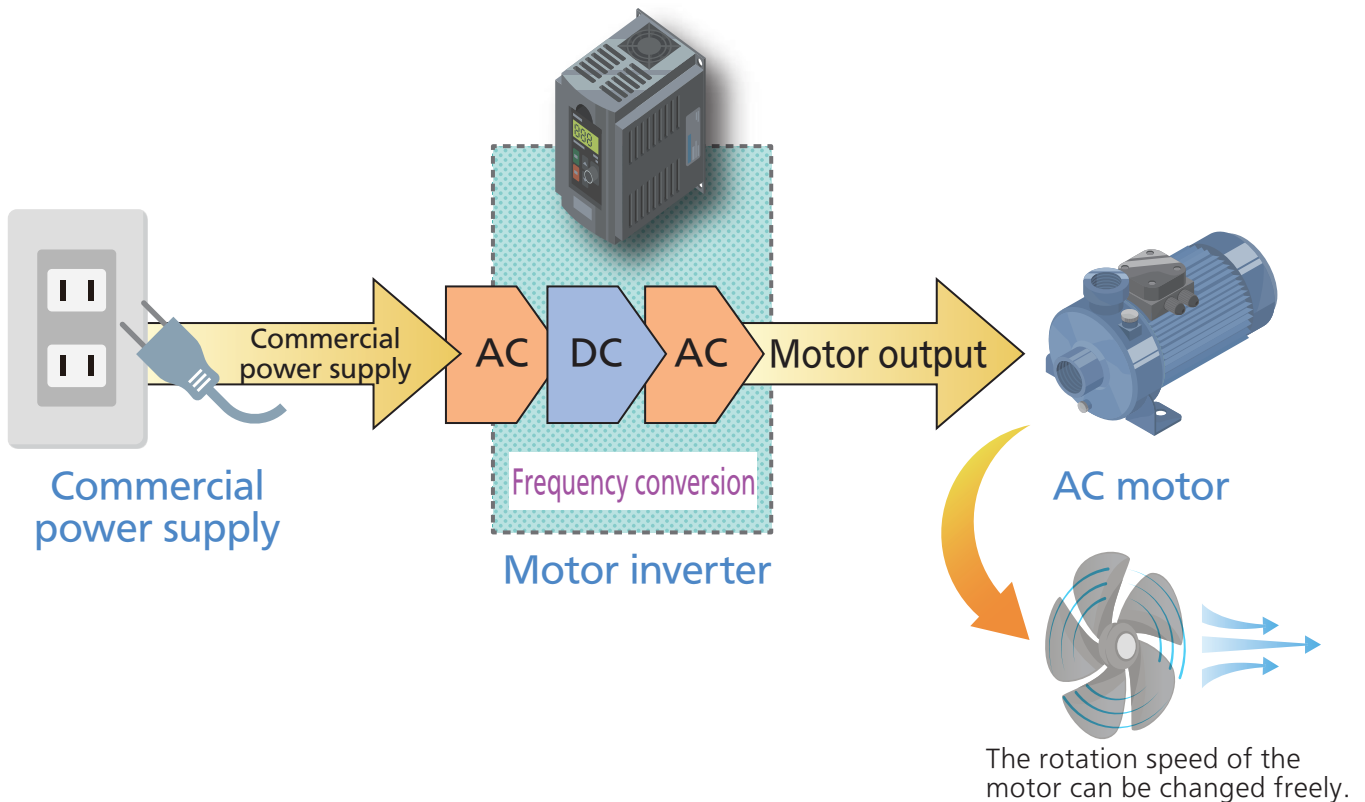 Commercial
power supply
AC
DC
AC
Motor output
Frequency conversion
Commercial
power supply
Motor inverter
AC motor
The rotation speed of the
motor can be changed freely.